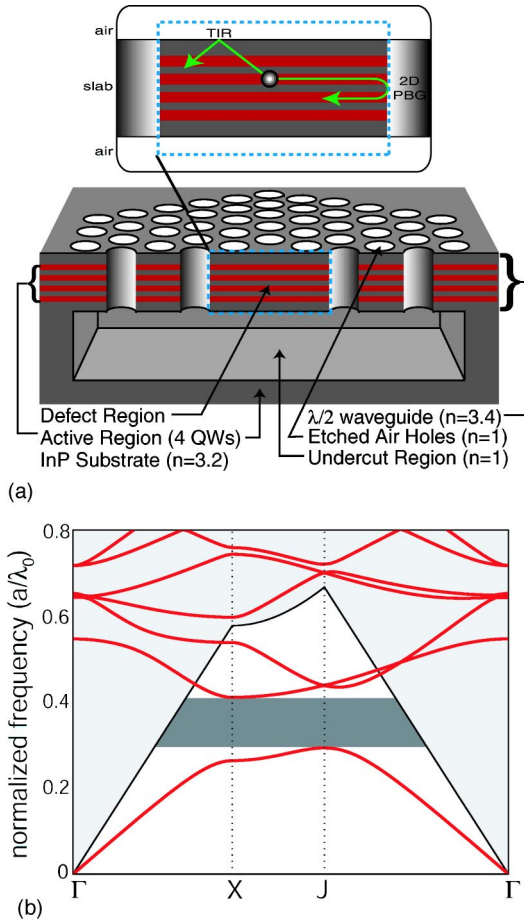 air
TIR
slab
2D
PBG
air
Defect Region
Active Region (4 QWs)
InP Substrate (n=3.2)
λ/2 waveguide (n=3.4)
Etched Air Holes (n=1)
Undercut Region (n=1)
(a)
normalized frequency (a/λ₀)
0.8
0.6
0.4
0.2
0
Γ
X
J
Γ
(b)